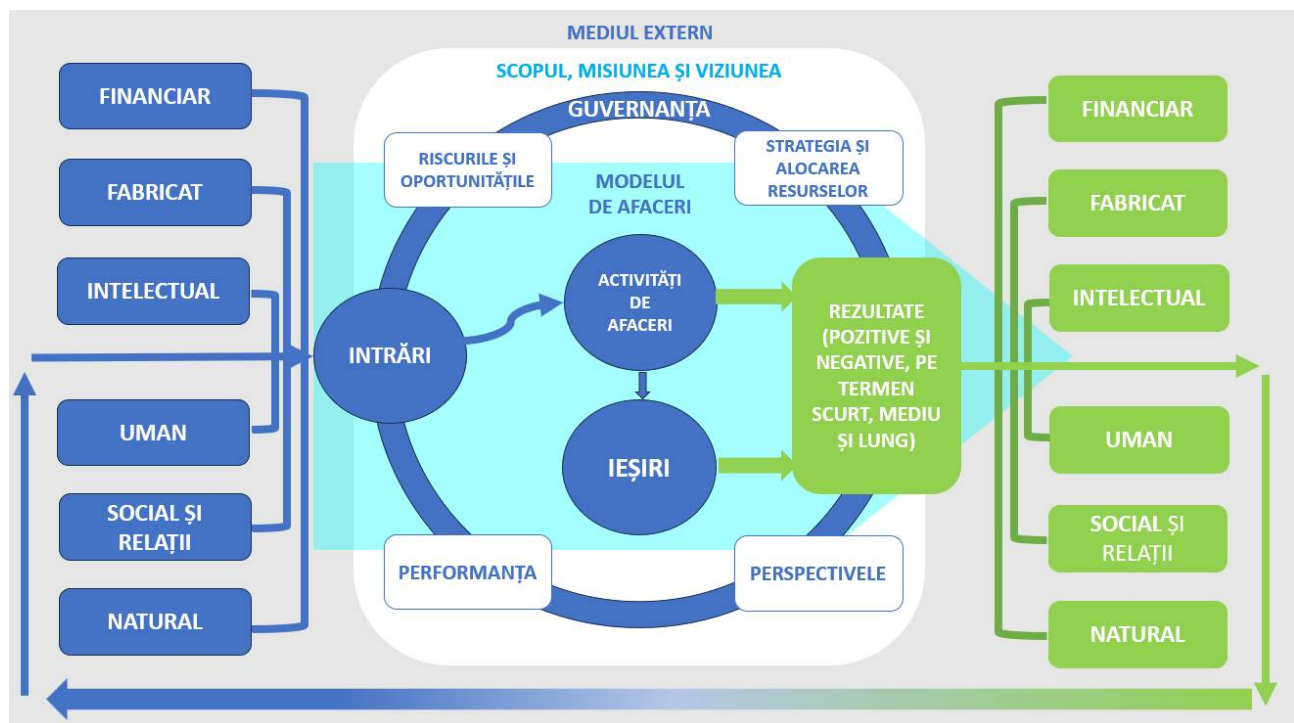 MEDIUL EXTERN
SCOPUL, MISIUNEA ȘI VIZIUNEA
GUVERNANȚA
FINANCIAR
FABRICAT
INTELECTUAL
UMAN
SOCIAL ȘI
RELAȚII
NATURAL
RISCURILE ȘI
OPORTUNITĂȚILE
STRATEGIA ȘI
ALOCAREA
RESURSELOR
MODELUL
DE AFACERI
INTRĂRI
ACTIVITĂȚI
DE
AFACERI
IEȘIRI
REZULTATE
(POZITIVE ȘI
NEGATIVE, PE
TERMEN
SCURT, MEDIU
ȘI LUNG)
PERFORMANȚA
PERSPECTIVELE
FINANCIAR
FABRICAT
INTELECTUAL
UMAN
SOCIAL ȘI
RELAȚII
NATURAL